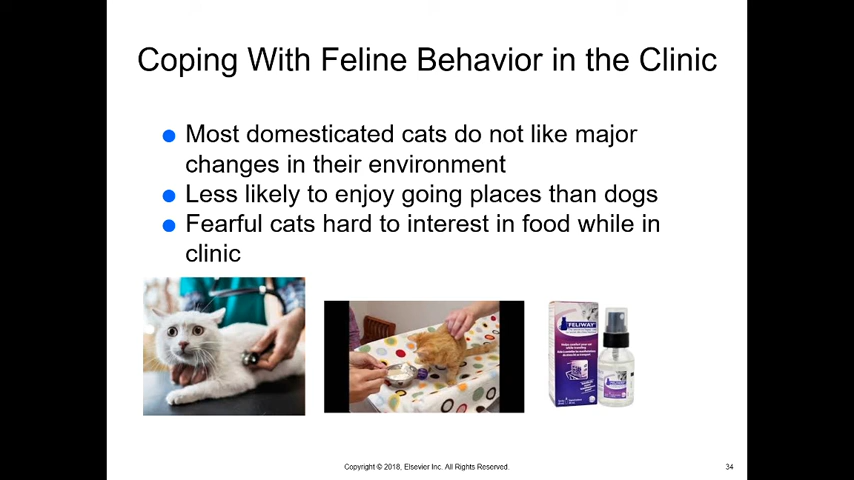 Coping With Feline Behavior in the Clinic
Most domesticated cats do not like major
changes in their environment
Less likely to enjoy going places than dogs
Fearful cats hard to interest in food while in
clinic
FELIWAY
Copyright © 2018, Elsevier Inc. All Rights Reserved.
34